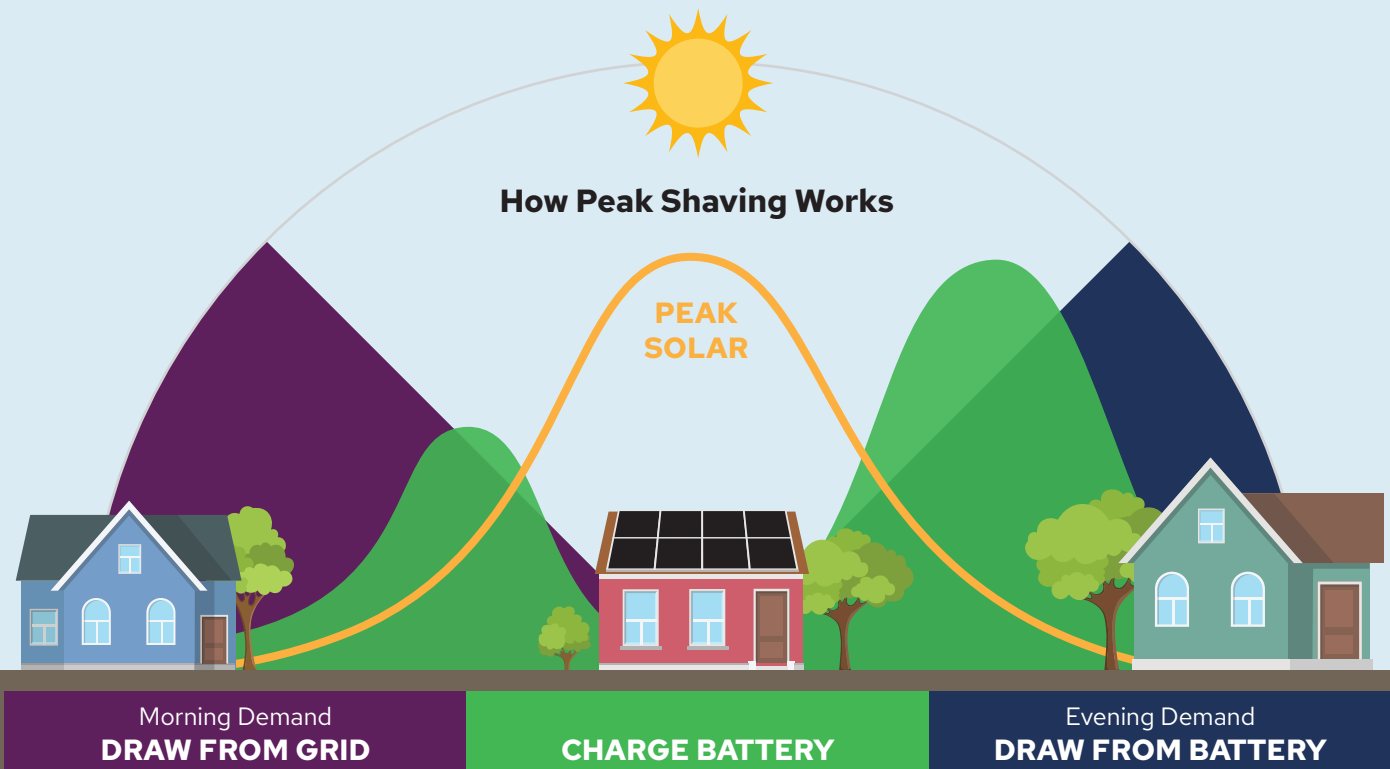 How Peak Shaving Works
PEAK
SOLAR
Morning Demand
DRAW FROM GRID
CHARGE BATTERY
Evening Demand
DRAW FROM BATTERY